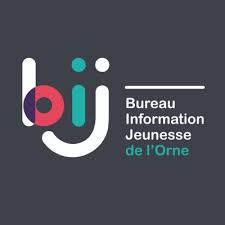 bij
Bureau
Information
Jeunesse
de l'Orne